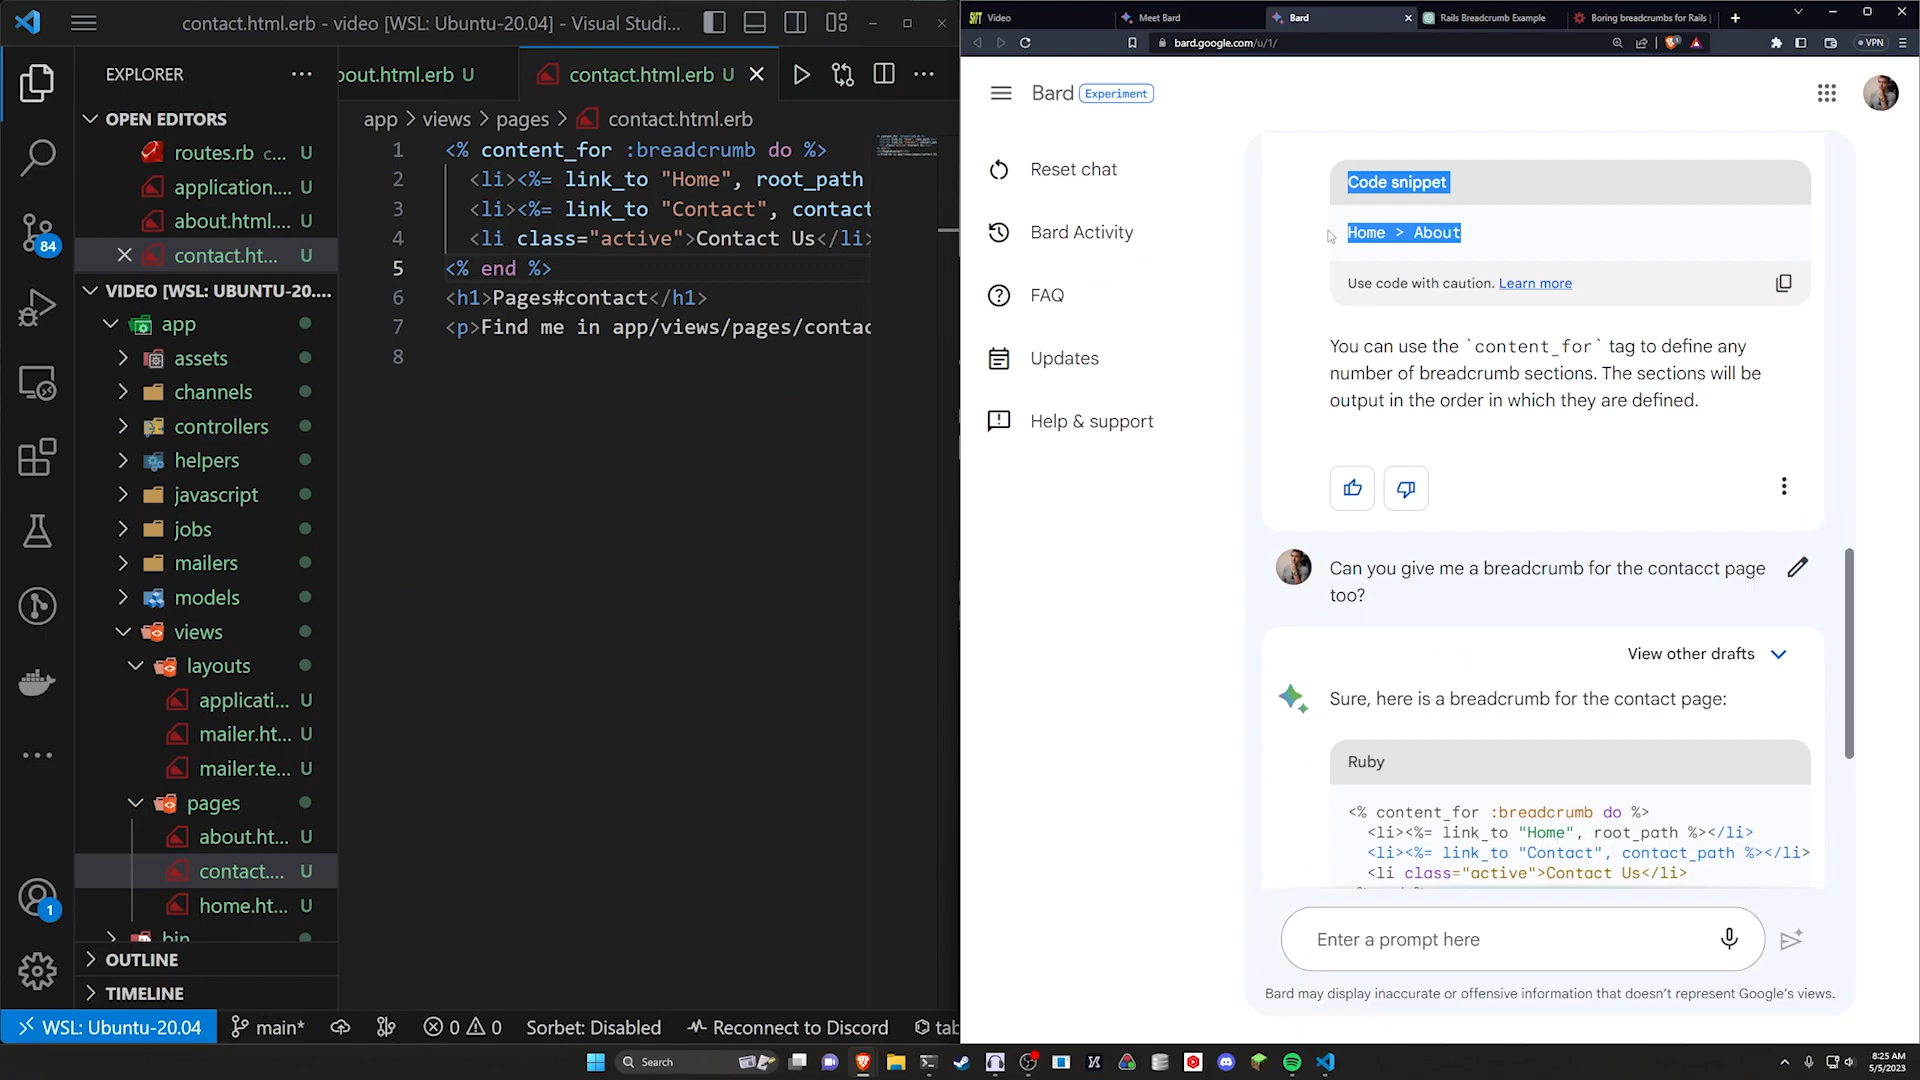 contact.html.erb - video [WSL: Ubuntu-20.04] - Visual Studi...
EXPLORER
OPEN EDITORS
routes.rb c... U
application.... U
about.html.... U
contact.ht... U
VIDEO [WSL: UBUNTU-20....
app
assets
channels
controllers
helpers
javascript
jobs
mailers
models
views
layouts
applicati... U
mailer.ht... U
mailer.te... U
pages
about.ht... U
contact.... U
home.ht... U
bin
OUTLINE
TIMELINE
84
1
bout.html.erb U
contact.html.erb U
app > views > pages > contact.html.erb
1 <% content_for :breadcrumb do %>
2 <li><%= link_to "Home", root_path
3 <li><%= link_to "Contact", contact
4 <li class="active">Contact Us</li>
5 <% end %>
6 <h1>Pages#contact</h1>
7 <p>Find me in app/views/pages/contac
8
WSL: Ubuntu-20.04 main* 0 0 Sorbet: Disabled Reconnect to Discord tab
Video
Meet Bard
Bard
Rails Breadcrumb Example
Boring breadcrumbs for Rails |
bard.google.com/u/1/
VPN
Bard Experiment
Reset chat
Bard Activity
FAQ
Updates
Help & support
Code snippet
Home > About
Use code with caution. Learn more
You can use the `content_for` tag to define any
number of breadcrumb sections. The sections will be
output in the order in which they are defined.
Can you give me a breadcrumb for the contacct page
too?
View other drafts
Sure, here is a breadcrumb for the contact page:
Ruby
<% content_for :breadcrumb do %>
<li><%= link_to "Home", root_path %></li>
<li><%= link_to "Contact", contact_path %></li>
<li class="active">Contact Us</li>
Enter a prompt here
Bard may display inaccurate or offensive information that doesn't represent Google's views.
Search
8:25 AM
5/5/2023